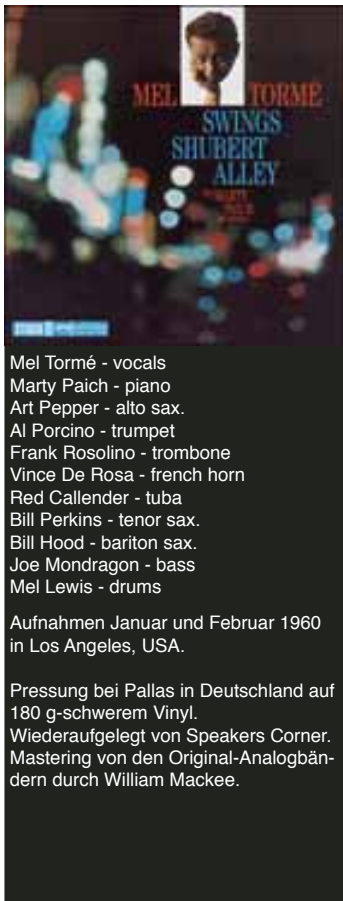 MEL TORMÉ
SWINGS
SHUBERT
ALLEY
Mel Tormé - vocals
Marty Paich - piano
Art Pepper - alto sax.
Al Porcino - trumpet
Frank Rosolino - trombone
Vince De Rosa - french horn
Red Callender - tuba
Bill Perkins - tenor sax.
Bill Hood - bariton sax.
Joe Mondragon - bass
Mel Lewis - drums
Aufnahmen Januar und Februar 1960
in Los Angeles, USA.
Pressung bei Pallas in Deutschland auf
180 g-schwerem Vinyl.
Wiederaufgelegt von Speakers Corner.
Mastering von den Original-Analogbän-
dern durch William Mackee.